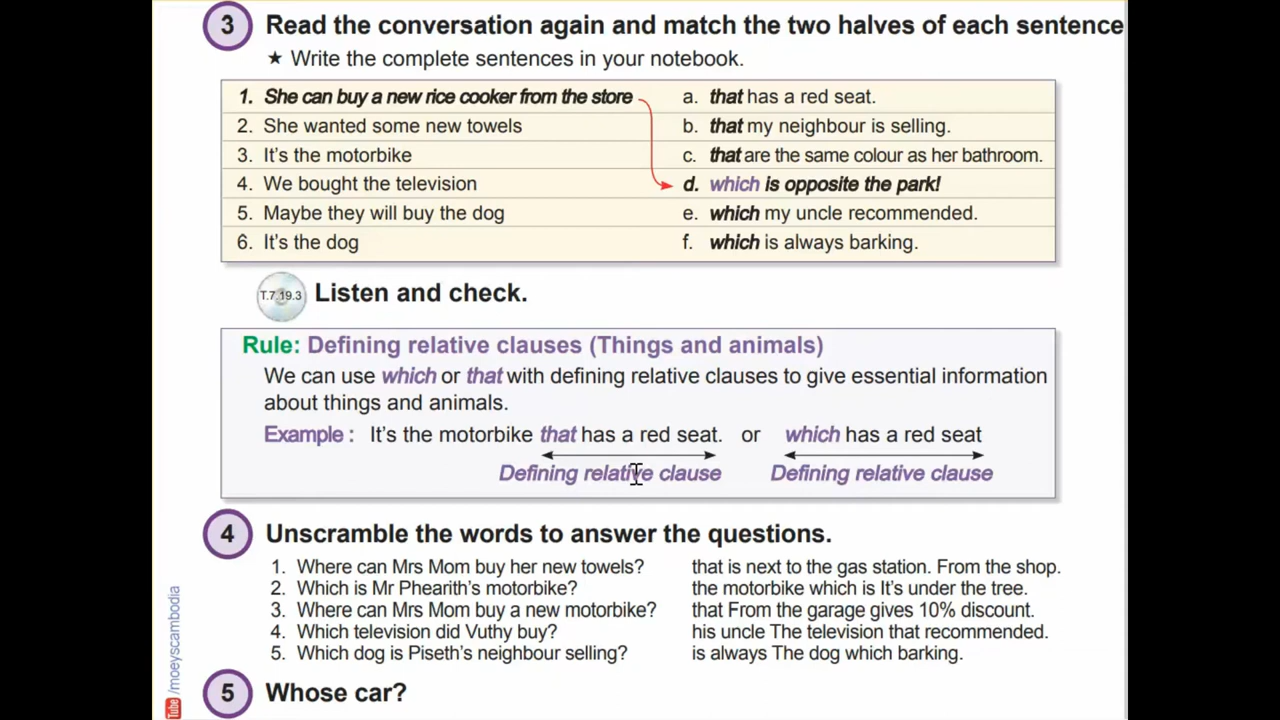 3 Read the conversation again and match the two halves of each sentence
★ Write the complete sentences in your notebook.
1. She can buy a new rice cooker from the store a. that has a red seat.
2. She wanted some new towels b. that my neighbour is selling.
3. It's the motorbike c. that are the same colour as her bathroom.
4. We bought the television d. which is opposite the park!
5. Maybe they will buy the dog e. which my uncle recommended.
6. It's the dog f. which is always barking.
T.7.19.3 Listen and check.
Rule: Defining relative clauses (Things and animals)
We can use which or that with defining relative clauses to give essential information
about things and animals.
Example : It's the motorbike that has a red seat. or which has a red seat
Defining relative clause Defining relative clause
4 Unscramble the words to answer the questions.
1. Where can Mrs Mom buy her new towels? that is next to the gas station. From the shop.
2. Which is Mr Phearith's motorbike? the motorbike which is It's under the tree.
3. Where can Mrs Mom buy a new motorbike? that From the garage gives 10% discount.
4. Which television did Vuthy buy? his uncle The television that recommended.
5. Which dog is Piseth's neighbour selling? is always The dog which barking.
5 Whose car?
Tube /moeyscambodia